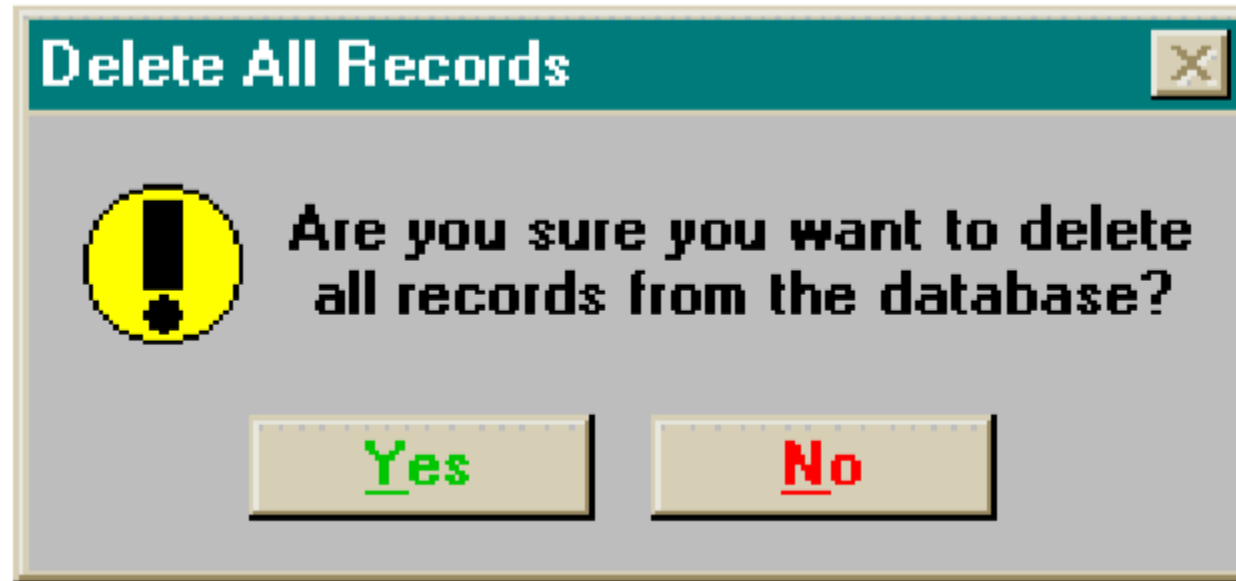 Delete All Records
Are you sure you want to delete
all records from the database?
Yes
No